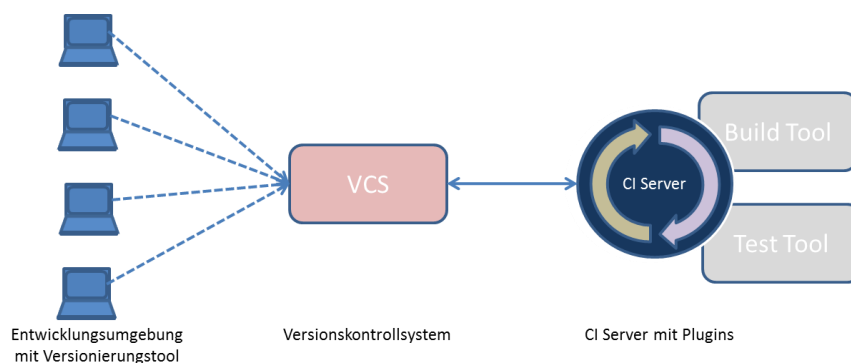 VCS
CI Server
Build Tool
Test Tool
Entwicklungsumgebung
mit Versionierungstool
Versionskontrollsystem
CI Server mit Plugins